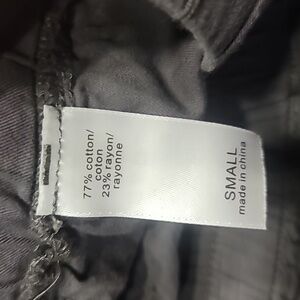 77% cotton/
coton
23% rayon/
rayonne
SMALL
made in china